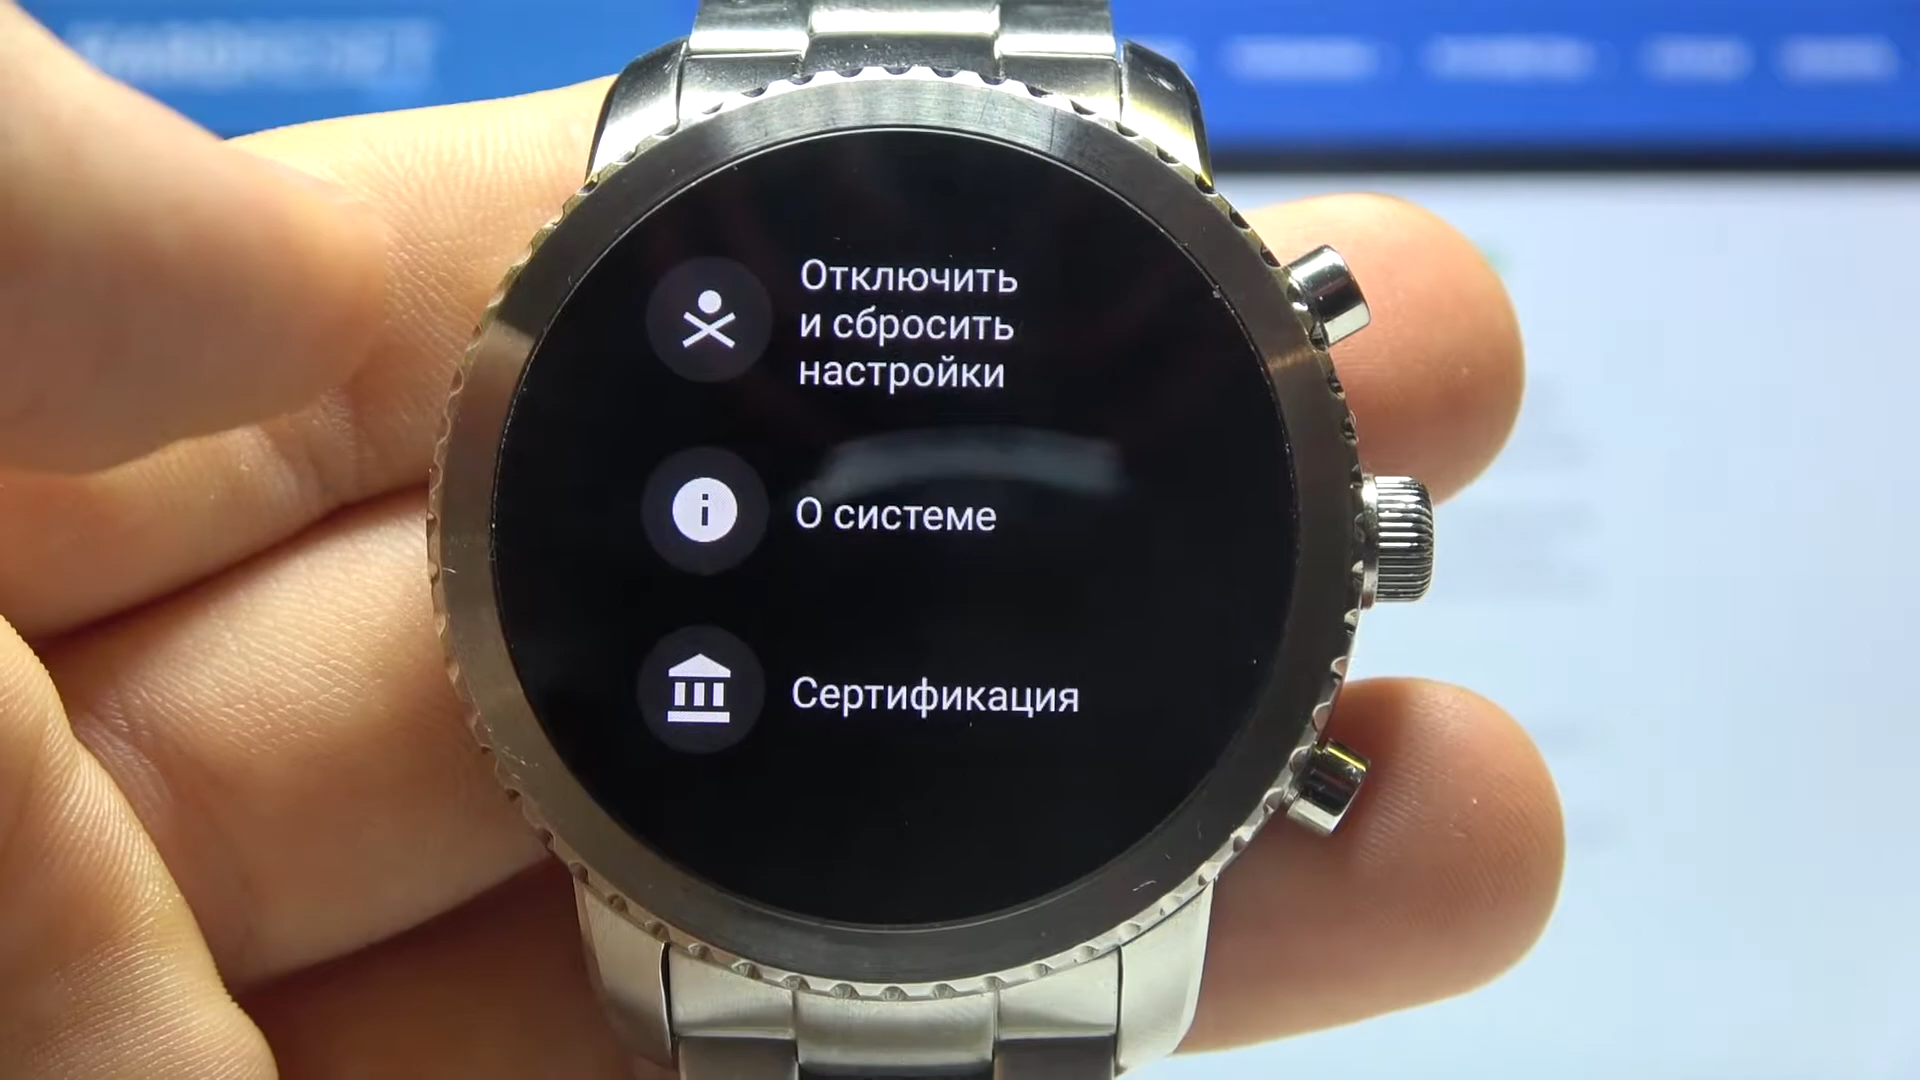 Отключить
и сбросить
настройки
О системе
Сертификация